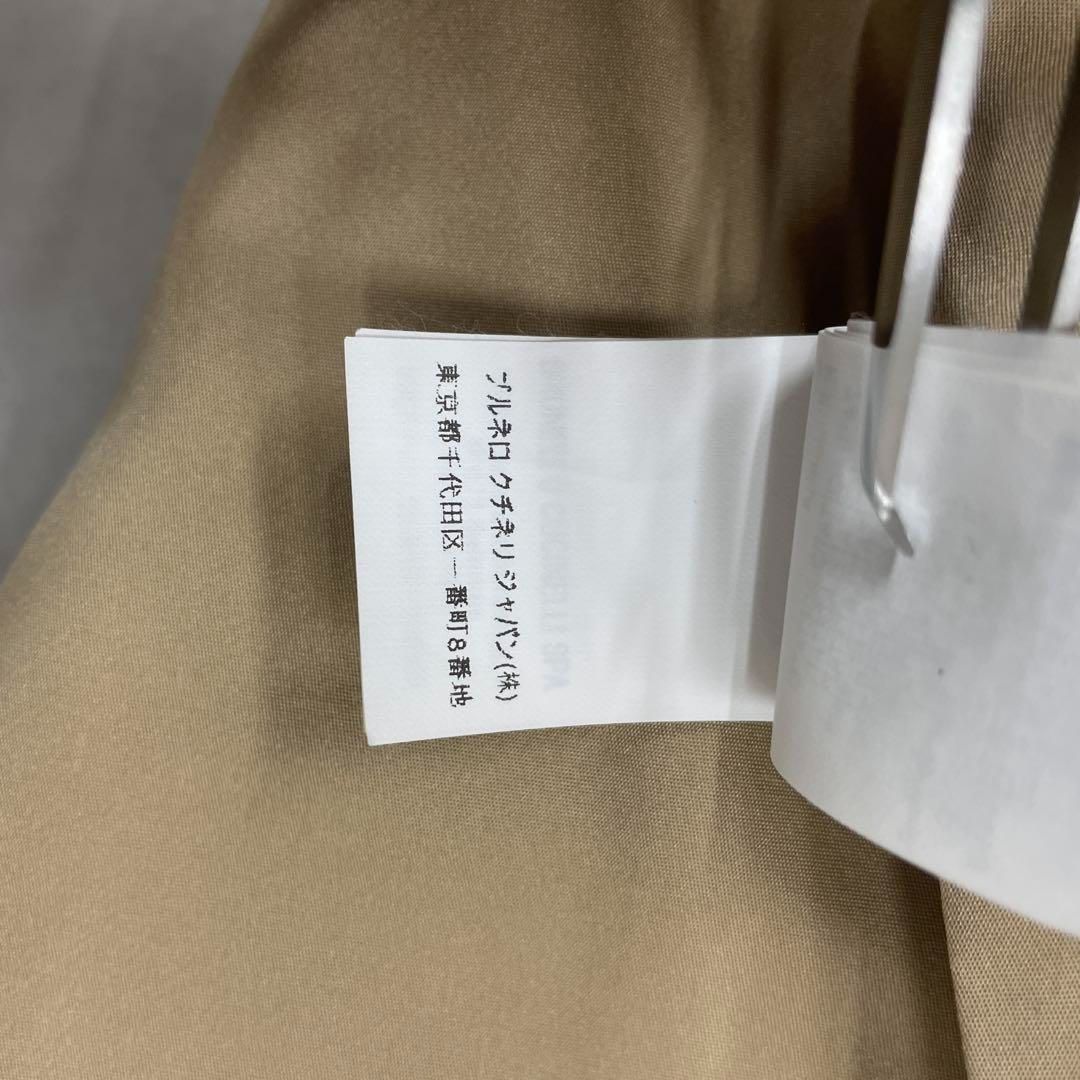 ブルネロ クチネリ ジャパン(株)
東京都千代田区一番町8番地